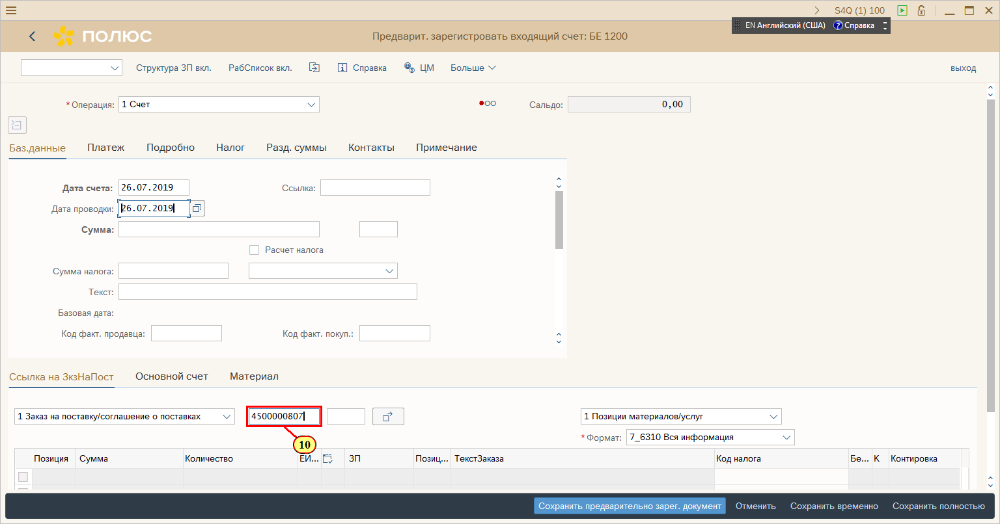 S4Q (1) 100
EN Английский (США) Справка
ПОЛЮС
Предварит. зарегистровать входящий счет: БЕ 1200
Структура ЗП вкл. РабСписок вкл. Справка ЦМ Больше выход
* Операция: 1 Счет Сальдо: 0,00
Баз.данные Платеж Подробно Налог Разд. суммы Контакты Примечание
Дата счета: 26.07.2019 Ссылка:
Дата проводки: 26.07.2019
Сумма:
Расчет налога
Сумма налога:
Текст:
Базовая дата:
Код факт. продавца: Код факт. покуп.:
Ссылка на ЗкзНаПост Основной счет Материал
1 Заказ на поставку/соглашение о поставках 4500000807 1 Позиции материалов/услуг
* Формат: 7_6310 Вся информация
10
Позиция Сумма Количество ЕИ... ЗП Позиц... ТекстЗаказа Код налога Бе... К Контировка
Сохранить предварительно зарег. документ Отменить Сохранить временно Сохранить полностью